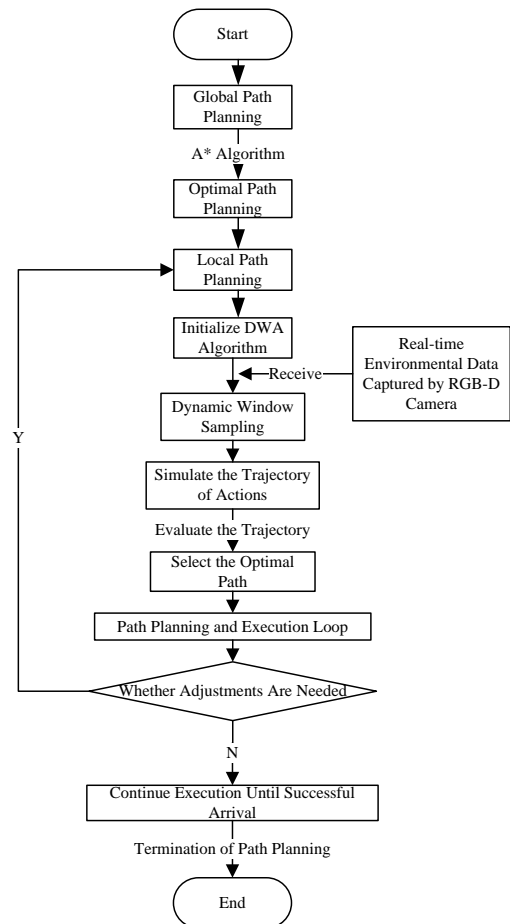 Start
Global Path
Planning
A* Algorithm
Optimal Path
Planning
Local Path
Planning
Initialize DWA
Algorithm
Real-time
Environmental Data
Captured by RGB-D
Camera
Receive
Dynamic Window
Sampling
Y
Simulate the Trajectory
of Actions
Evaluate the Trajectory
Select the Optimal
Path
Path Planning and Execution Loop
Whether Adjustments Are Needed
N
Continue Execution Until Successful
Arrival
Termination of Path Planning
End